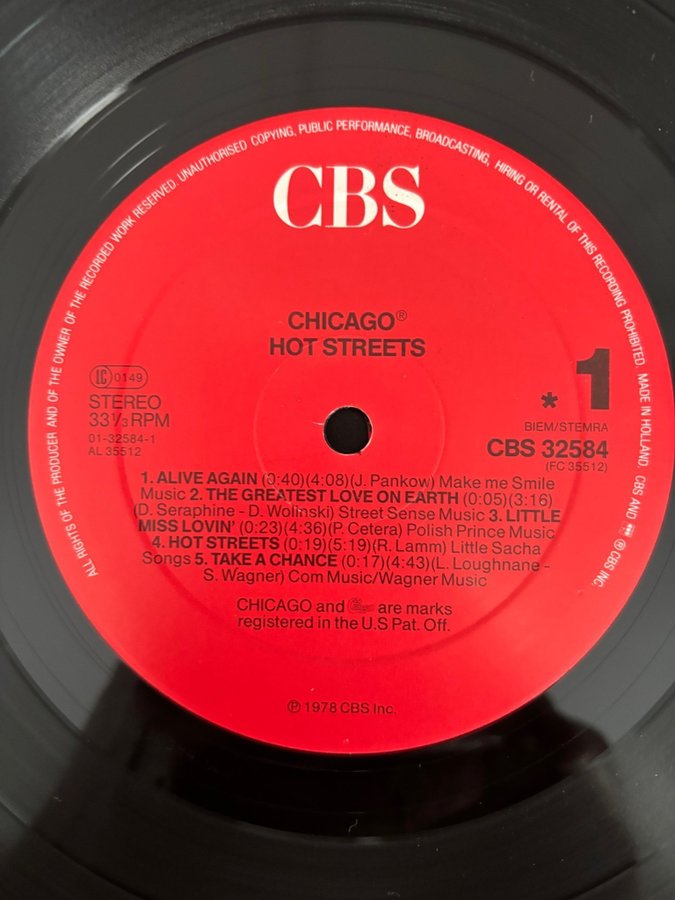 ALL RIGHTS OF THE PRODUCER AND OF THE OWNER OF THE RECORDED WORK RESERVED. UNAUTHORISED COPYING, PUBLIC PERFORMANCE, BROADCASTING, HIRING OR RENTAL OF THIS RECORDING PROHIBITED. MADE IN HOLLAND. CBS AND ® CBS INC.
CBS
CHICAGO®
HOT STREETS
LC 0149
STEREO
33⅓ RPM
01-32584-1
AL 35512
* 1
BIEM/STEMRA
CBS 32584
(FC 35512)
1. ALIVE AGAIN (0:40)(4:08)(J. Pankow) Make me Smile
Music 2. THE GREATEST LOVE ON EARTH (0:05)(3:16)
(D. Seraphine - D. Wolinski) Street Sense Music 3. LITTLE
MISS LOVIN' (0:23)(4:36)(P. Cetera) Polish Prince Music
4. HOT STREETS (0:19)(5:19)(R. Lamm) Little Sacha
Songs 5. TAKE A CHANCE (0:17)(4:43)(L. Loughnane -
S. Wagner) Com Music/Wagner Music
CHICAGO and are marks
registered in the U.S Pat. Off.
℗ 1978 CBS Inc.